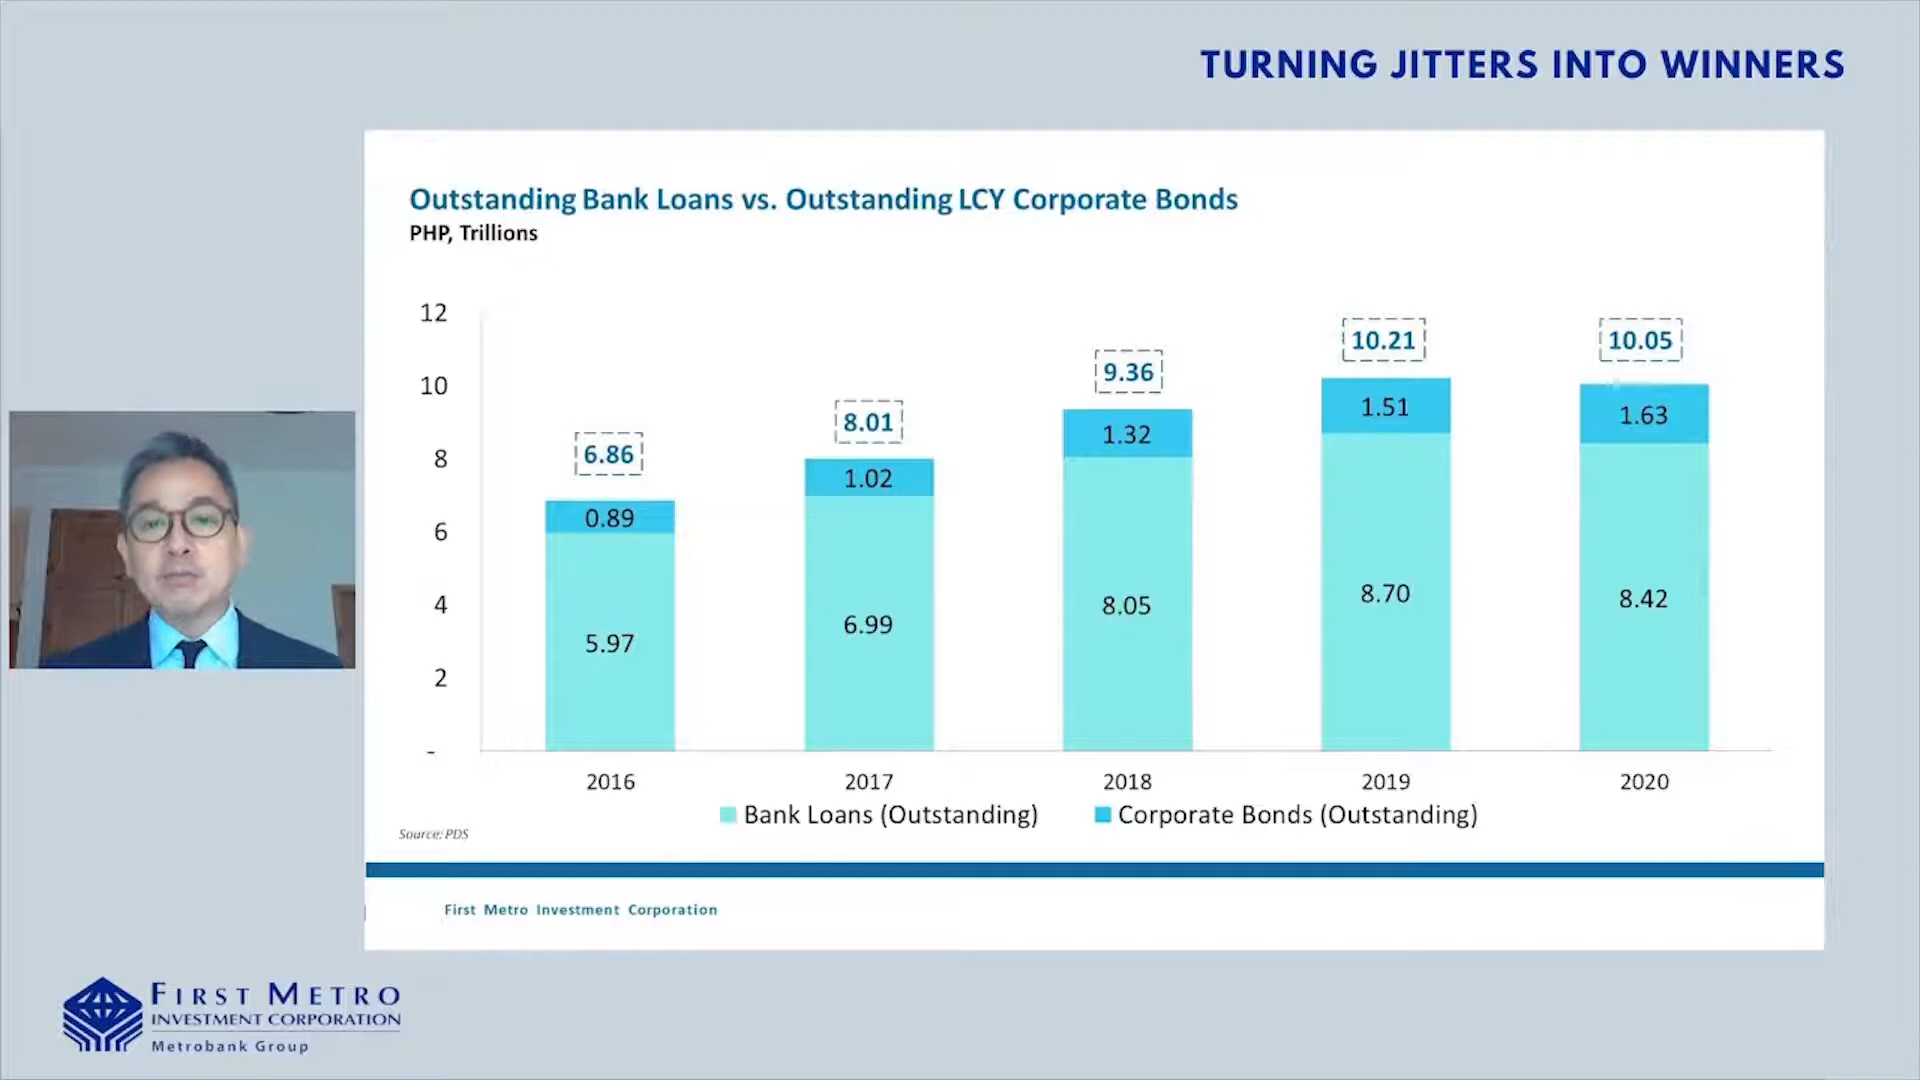 TURNING JITTERS INTO WINNERS
Outstanding Bank Loans vs. Outstanding LCY Corporate Bonds
PHP, Trillions
12
10
8
6
4
2
-
6.86
0.89
5.97
8.01
1.02
6.99
9.36
1.32
8.05
10.21
1.51
8.70
10.05
1.63
8.42
2016 2017 2018 2019 2020
Bank Loans (Outstanding) Corporate Bonds (Outstanding)
Source: PDS
First Metro Investment Corporation
FIRST METRO
INVESTMENT CORPORATION
Metrobank Group